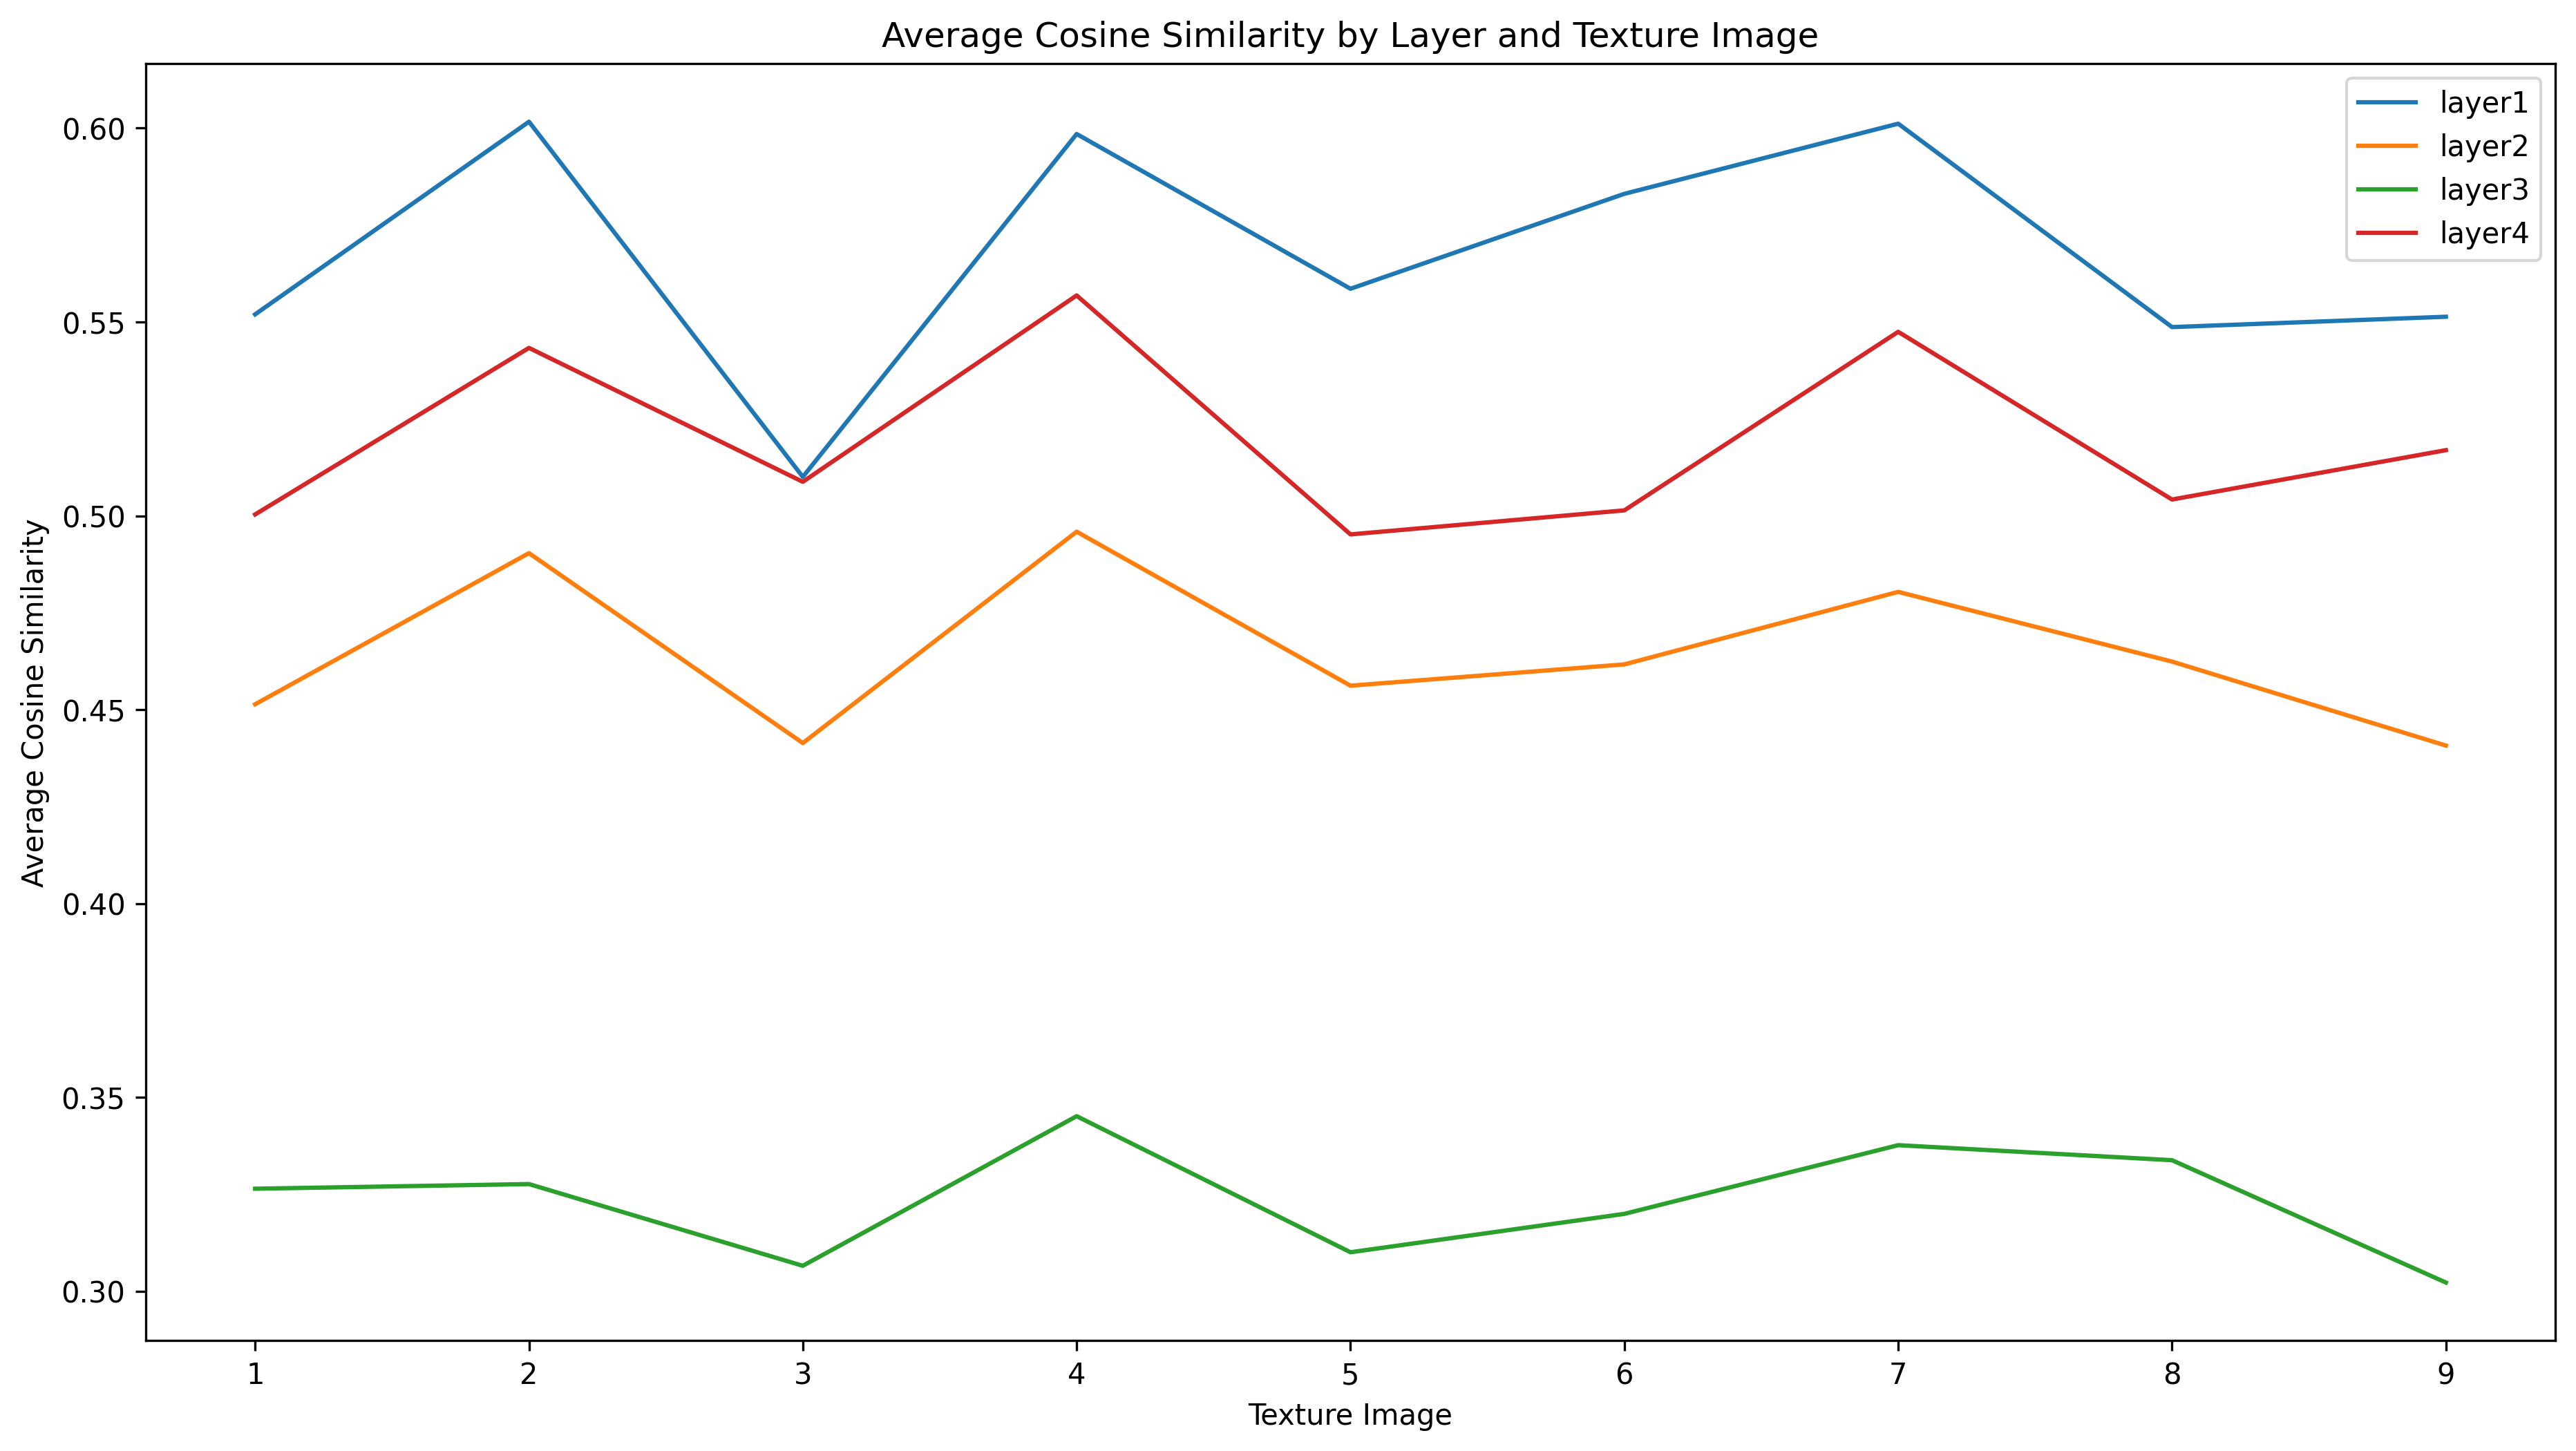 Average Cosine Similarity by Layer and Texture Image
layer1
layer2
layer3
layer4
Average Cosine Similarity
0.60
0.55
0.50
0.45
0.40
0.35
0.30
1 2 3 4 5 6 7 8 9
Texture Image